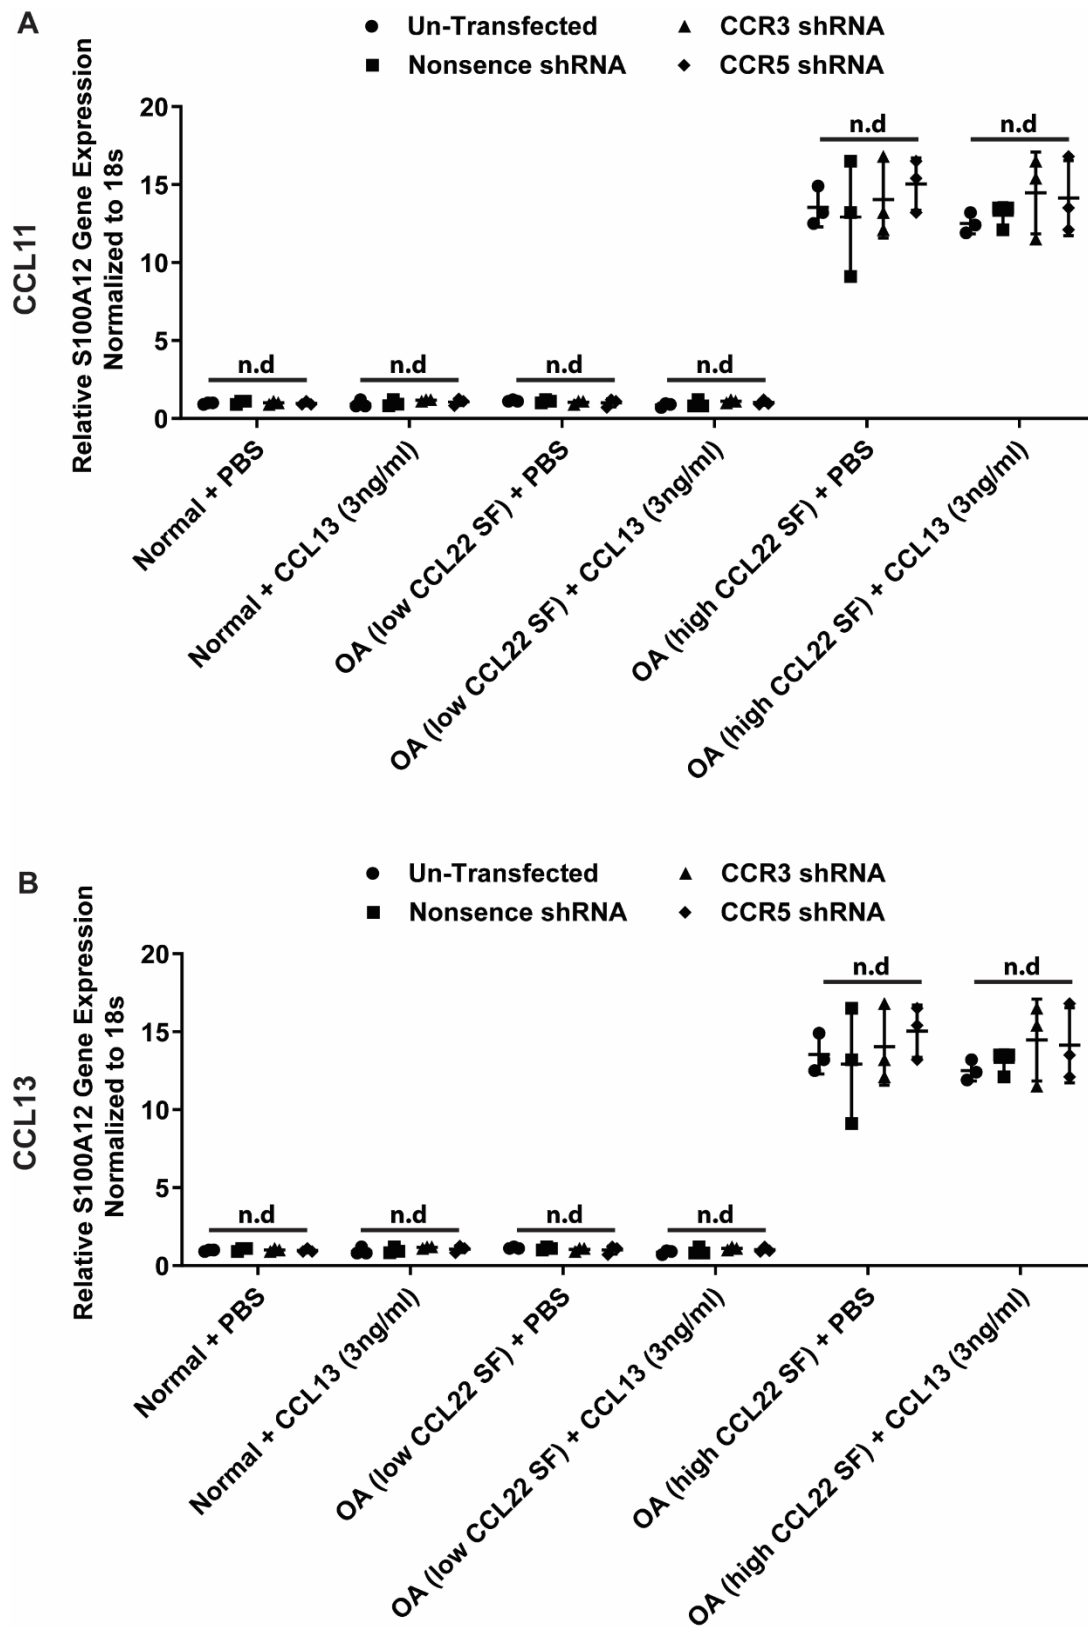 A
Un-Transfected
CCR3 shRNA
Nonsence shRNA
CCR5 shRNA
CCL11
Relative S100A12 Gene Expression
Normalized to 18s
20
15
10
5
0
n.d
n.d
n.d
n.d
n.d
n.d
Normal + PBS
Normal + CCL13 (3ng/ml)
OA (low CCL22 SF) + PBS
OA (low CCL22 SF) + CCL13 (3ng/ml)
OA (high CCL22 SF) + PBS
OA (high CCL22 SF) + CCL13 (3ng/ml)
B
Un-Transfected
CCR3 shRNA
Nonsence shRNA
CCR5 shRNA
CCL13
Relative S100A12 Gene Expression
Normalized to 18s
20
15
10
5
0
n.d
n.d
n.d
n.d
n.d
n.d
Normal + PBS
Normal + CCL13 (3ng/ml)
OA (low CCL22 SF) + PBS
OA (low CCL22 SF) + CCL13 (3ng/ml)
OA (high CCL22 SF) + PBS
OA (high CCL22 SF) + CCL13 (3ng/ml)